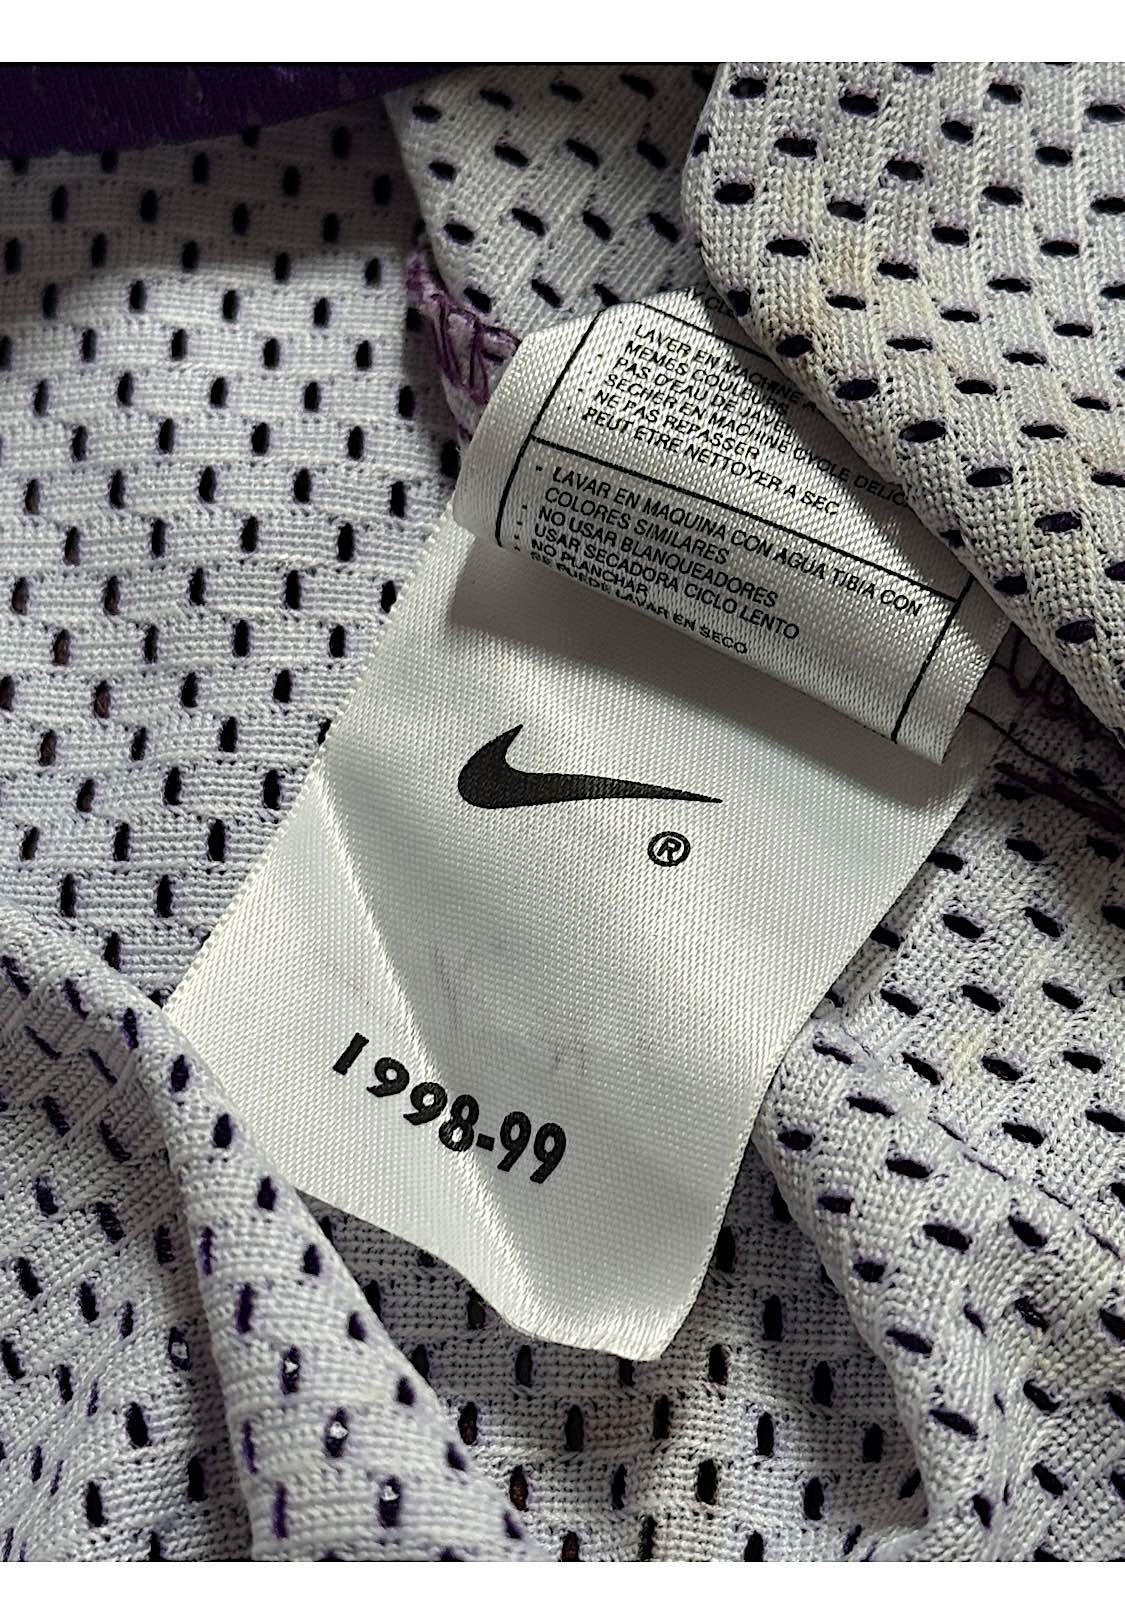 · LAVER EN MACHINE
MEMES COULEURS
· PAS D'EAU DE JAVEL
· SECHER EN MACHINE CYCLE DELIC
· NE PAS REPASSER
· PEUT ETRE NETTOYER A SEC
· LAVAR EN MAQUINA CON AGUA TIBIA CON
COLORES SIMILARES
· NO USAR BLANQUEADORES
· USAR SECADORA CICLO LENTO
· NO PLANCHAR
· SE PUEDE LAVAR EN SECO
®
1998-99